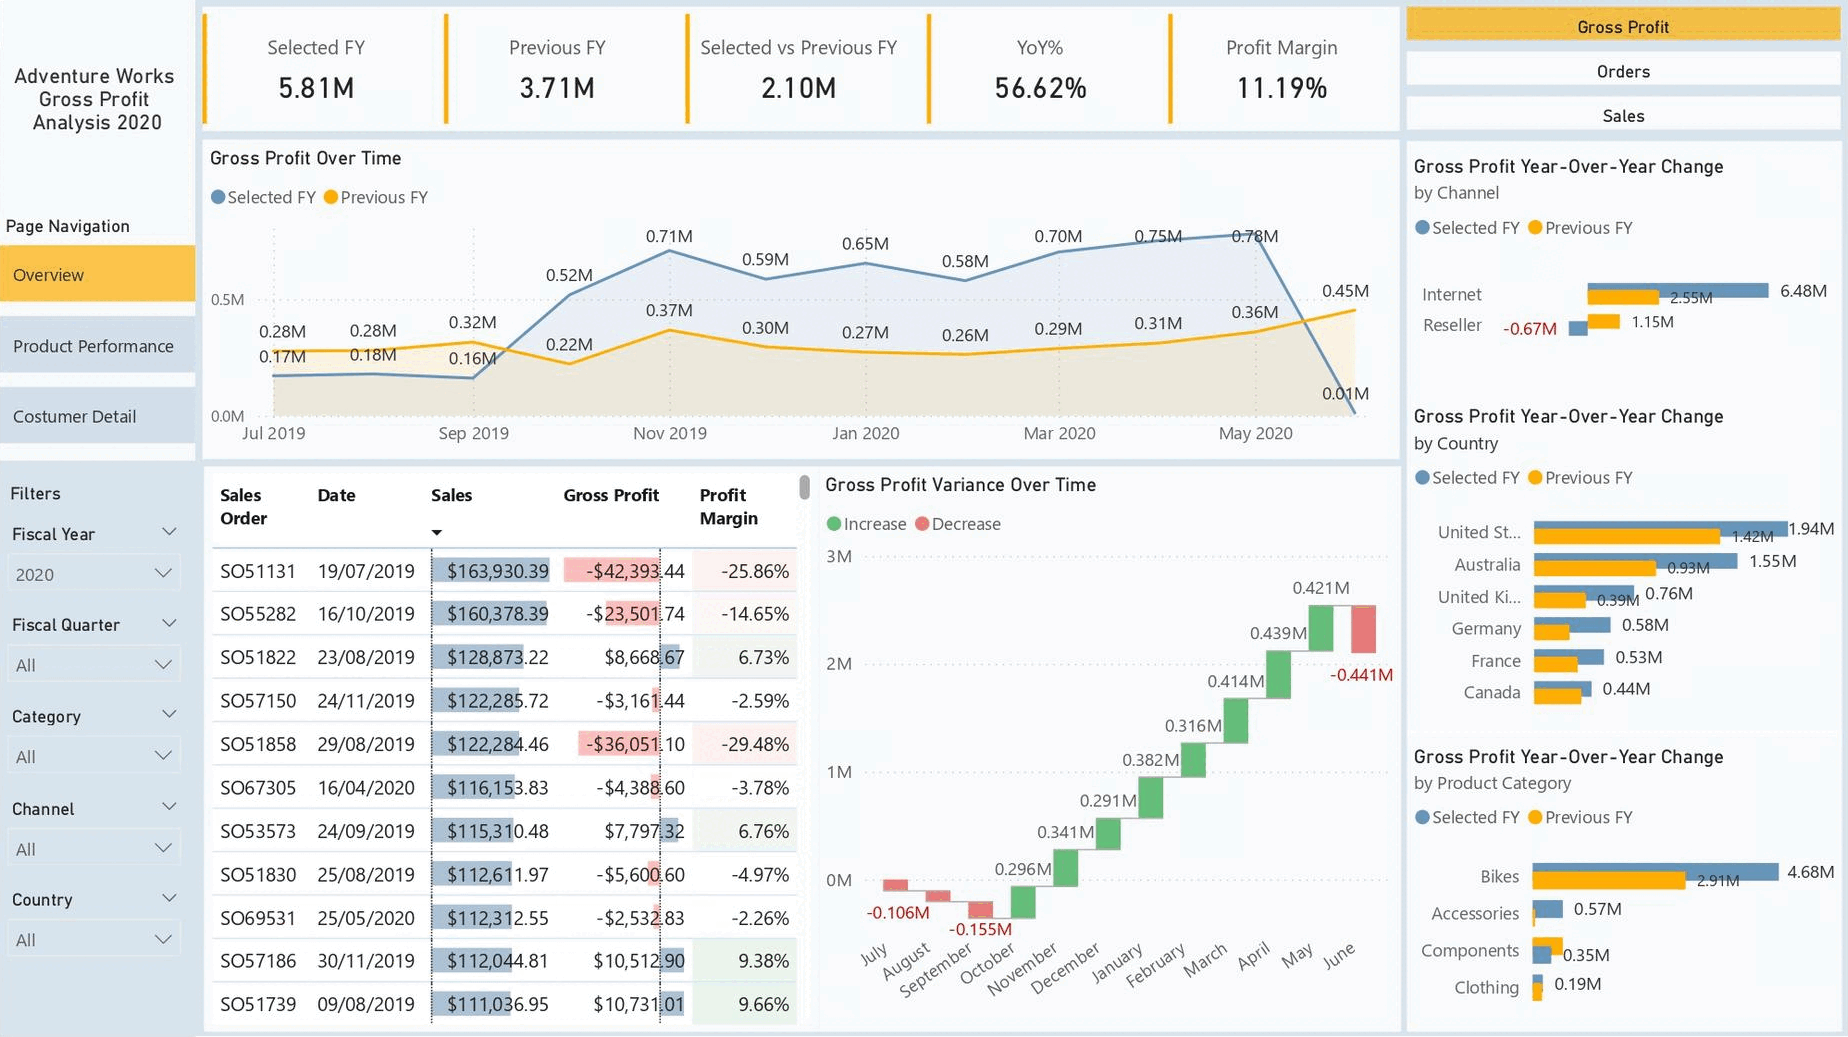 Adventure Works
Gross Profit
Analysis 2020
Page Navigation
Overview
Product Performance
Costumer Detail
Filters
Fiscal Year
2020
Fiscal Quarter
All
Category
All
Channel
All
Country
All
Selected FY
5.81M
Previous FY
3.71M
Selected vs Previous FY
2.10M
YoY%
56.62%
Profit Margin
11.19%
Gross Profit
Orders
Sales
Gross Profit Over Time
Selected FY Previous FY
0.71M 0.59M 0.65M 0.58M 0.70M 0.75M 0.78M
0.52M
0.5M
0.28M 0.28M 0.32M 0.22M 0.37M 0.30M 0.27M 0.26M 0.29M 0.31M 0.36M 0.45M
0.17M 0.18M 0.16M
0.01M
0.0M
Jul 2019 Sep 2019 Nov 2019 Jan 2020 Mar 2020 May 2020
Sales Order Date Sales Gross Profit Profit Margin
SO51131 19/07/2019 $163,930.39 -$42,393.44 -25.86%
SO55282 16/10/2019 $160,378.39 -$23,501.74 -14.65%
SO51822 23/08/2019 $128,873.22 $8,668.67 6.73%
SO57150 24/11/2019 $122,285.72 -$3,161.44 -2.59%
SO51858 29/08/2019 $122,284.46 -$36,051.10 -29.48%
SO67305 16/04/2020 $116,153.83 -$4,388.60 -3.78%
SO53573 24/09/2019 $115,310.48 $7,797.32 6.76%
SO51830 25/08/2019 $112,611.97 -$5,600.60 -4.97%
SO69531 25/05/2020 $112,312.55 -$2,532.83 -2.26%
SO57186 30/11/2019 $112,044.81 $10,512.90 9.38%
SO51739 09/08/2019 $111,036.95 $10,731.01 9.66%
Gross Profit Variance Over Time
Increase Decrease
3M
2M
1M
0M
-0.106M
-0.155M
0.296M
0.341M
0.291M
0.382M
0.316M
0.414M
0.439M
0.421M
-0.441M
July August September October November December January February March April May June
Gross Profit Year-Over-Year Change
by Channel
Selected FY Previous FY
Internet 2.55M 6.48M
Reseller -0.67M 1.15M
Gross Profit Year-Over-Year Change
by Country
Selected FY Previous FY
United St... 1.42M 1.94M
Australia 0.93M 1.55M
United Ki... 0.39M 0.76M
Germany 0.58M
France 0.53M
Canada 0.44M
Gross Profit Year-Over-Year Change
by Product Category
Selected FY Previous FY
Bikes 2.91M 4.68M
Accessories 0.57M
Components 0.35M
Clothing 0.19M